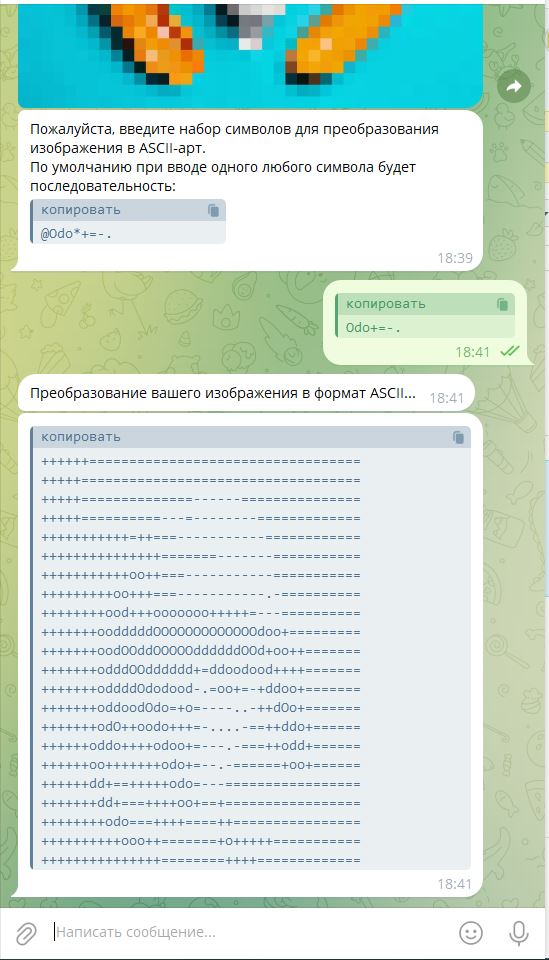 Пожалуйста, введите набор символов для преобразования
изображения в ASCII-арт.
По умолчанию при вводе одного любого символа будет
последовательность:
копировать
@Odo*+=-.
18:39
копировать
Odo+=-.
18:41
Преобразование вашего изображения в формат ASCII...
18:41
копировать
++++++==================================
+++++===================================
+++++==============------===============
+++++==========---=--------=============
+++++++++++=++===-----------============
+++++++++++++++=======-------===========
+++++++++++oo++===-----------===========
+++++++++oo+++===-----------.-==========
++++++++ood+++ooooooo+++++=---==========
+++++++oodddddOOOOOOOOOOOOOdoo+=========
+++++++oodOOddOOOOOddddddOOd+oo++=======
+++++++odddOOdddddd+=ddoodood++++=======
+++++++oddddOdodood-.=oo+=-+ddoo+=======
+++++++oddoodOdo=+o=----..-++dOo+=======
+++++++odO++oodo+++=-....-==++ddo+======
++++++oddo++++odoo+=---.-===++odd+======
++++++oo+++++++odo+=--.-======+oo+======
++++++dd+==+++++odo=---=================
+++++++dd+===++++oo+==+=================
++++++++odo===++++====++================
++++++++++ooo++=======+o+++++===========
+++++++++++++++========++++=============
18:41
Написать сообщение...